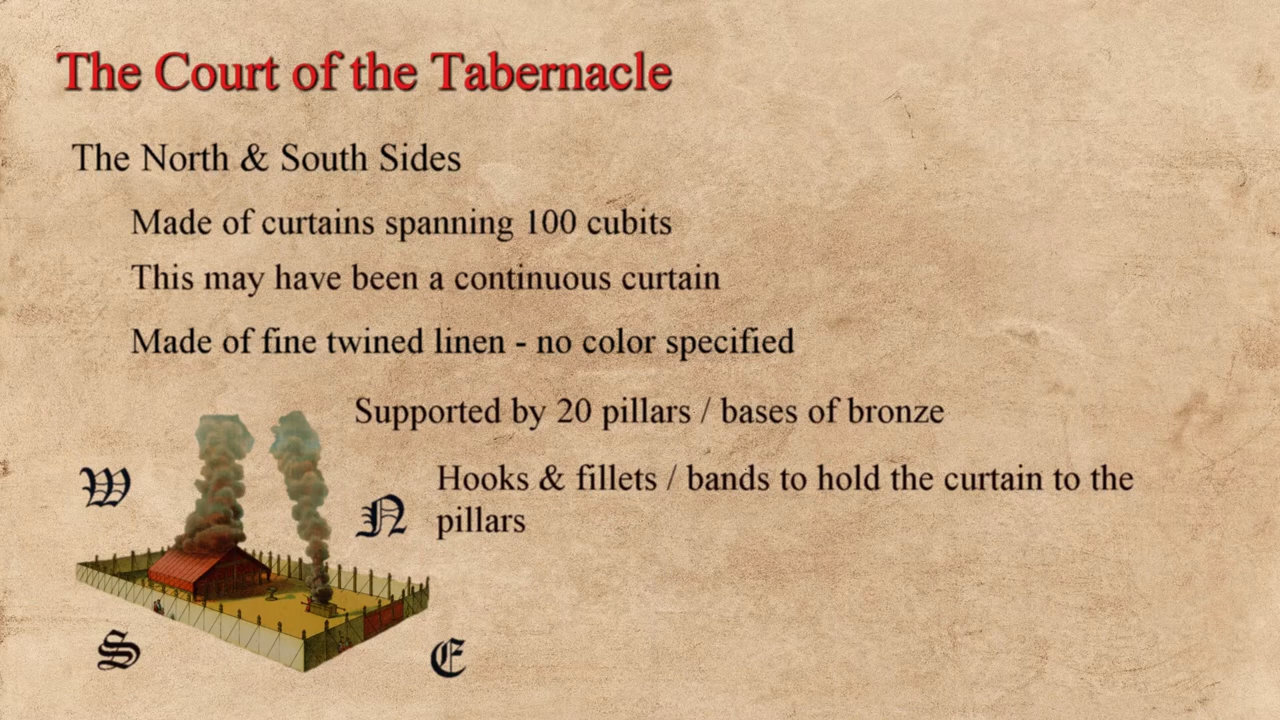 The Court of the Tabernacle
The North & South Sides
Made of curtains spanning 100 cubits
This may have been a continuous curtain
Made of fine twined linen - no color specified
Supported by 20 pillars / bases of bronze
Hooks & fillets / bands to hold the curtain to the
pillars
W
N
S
E